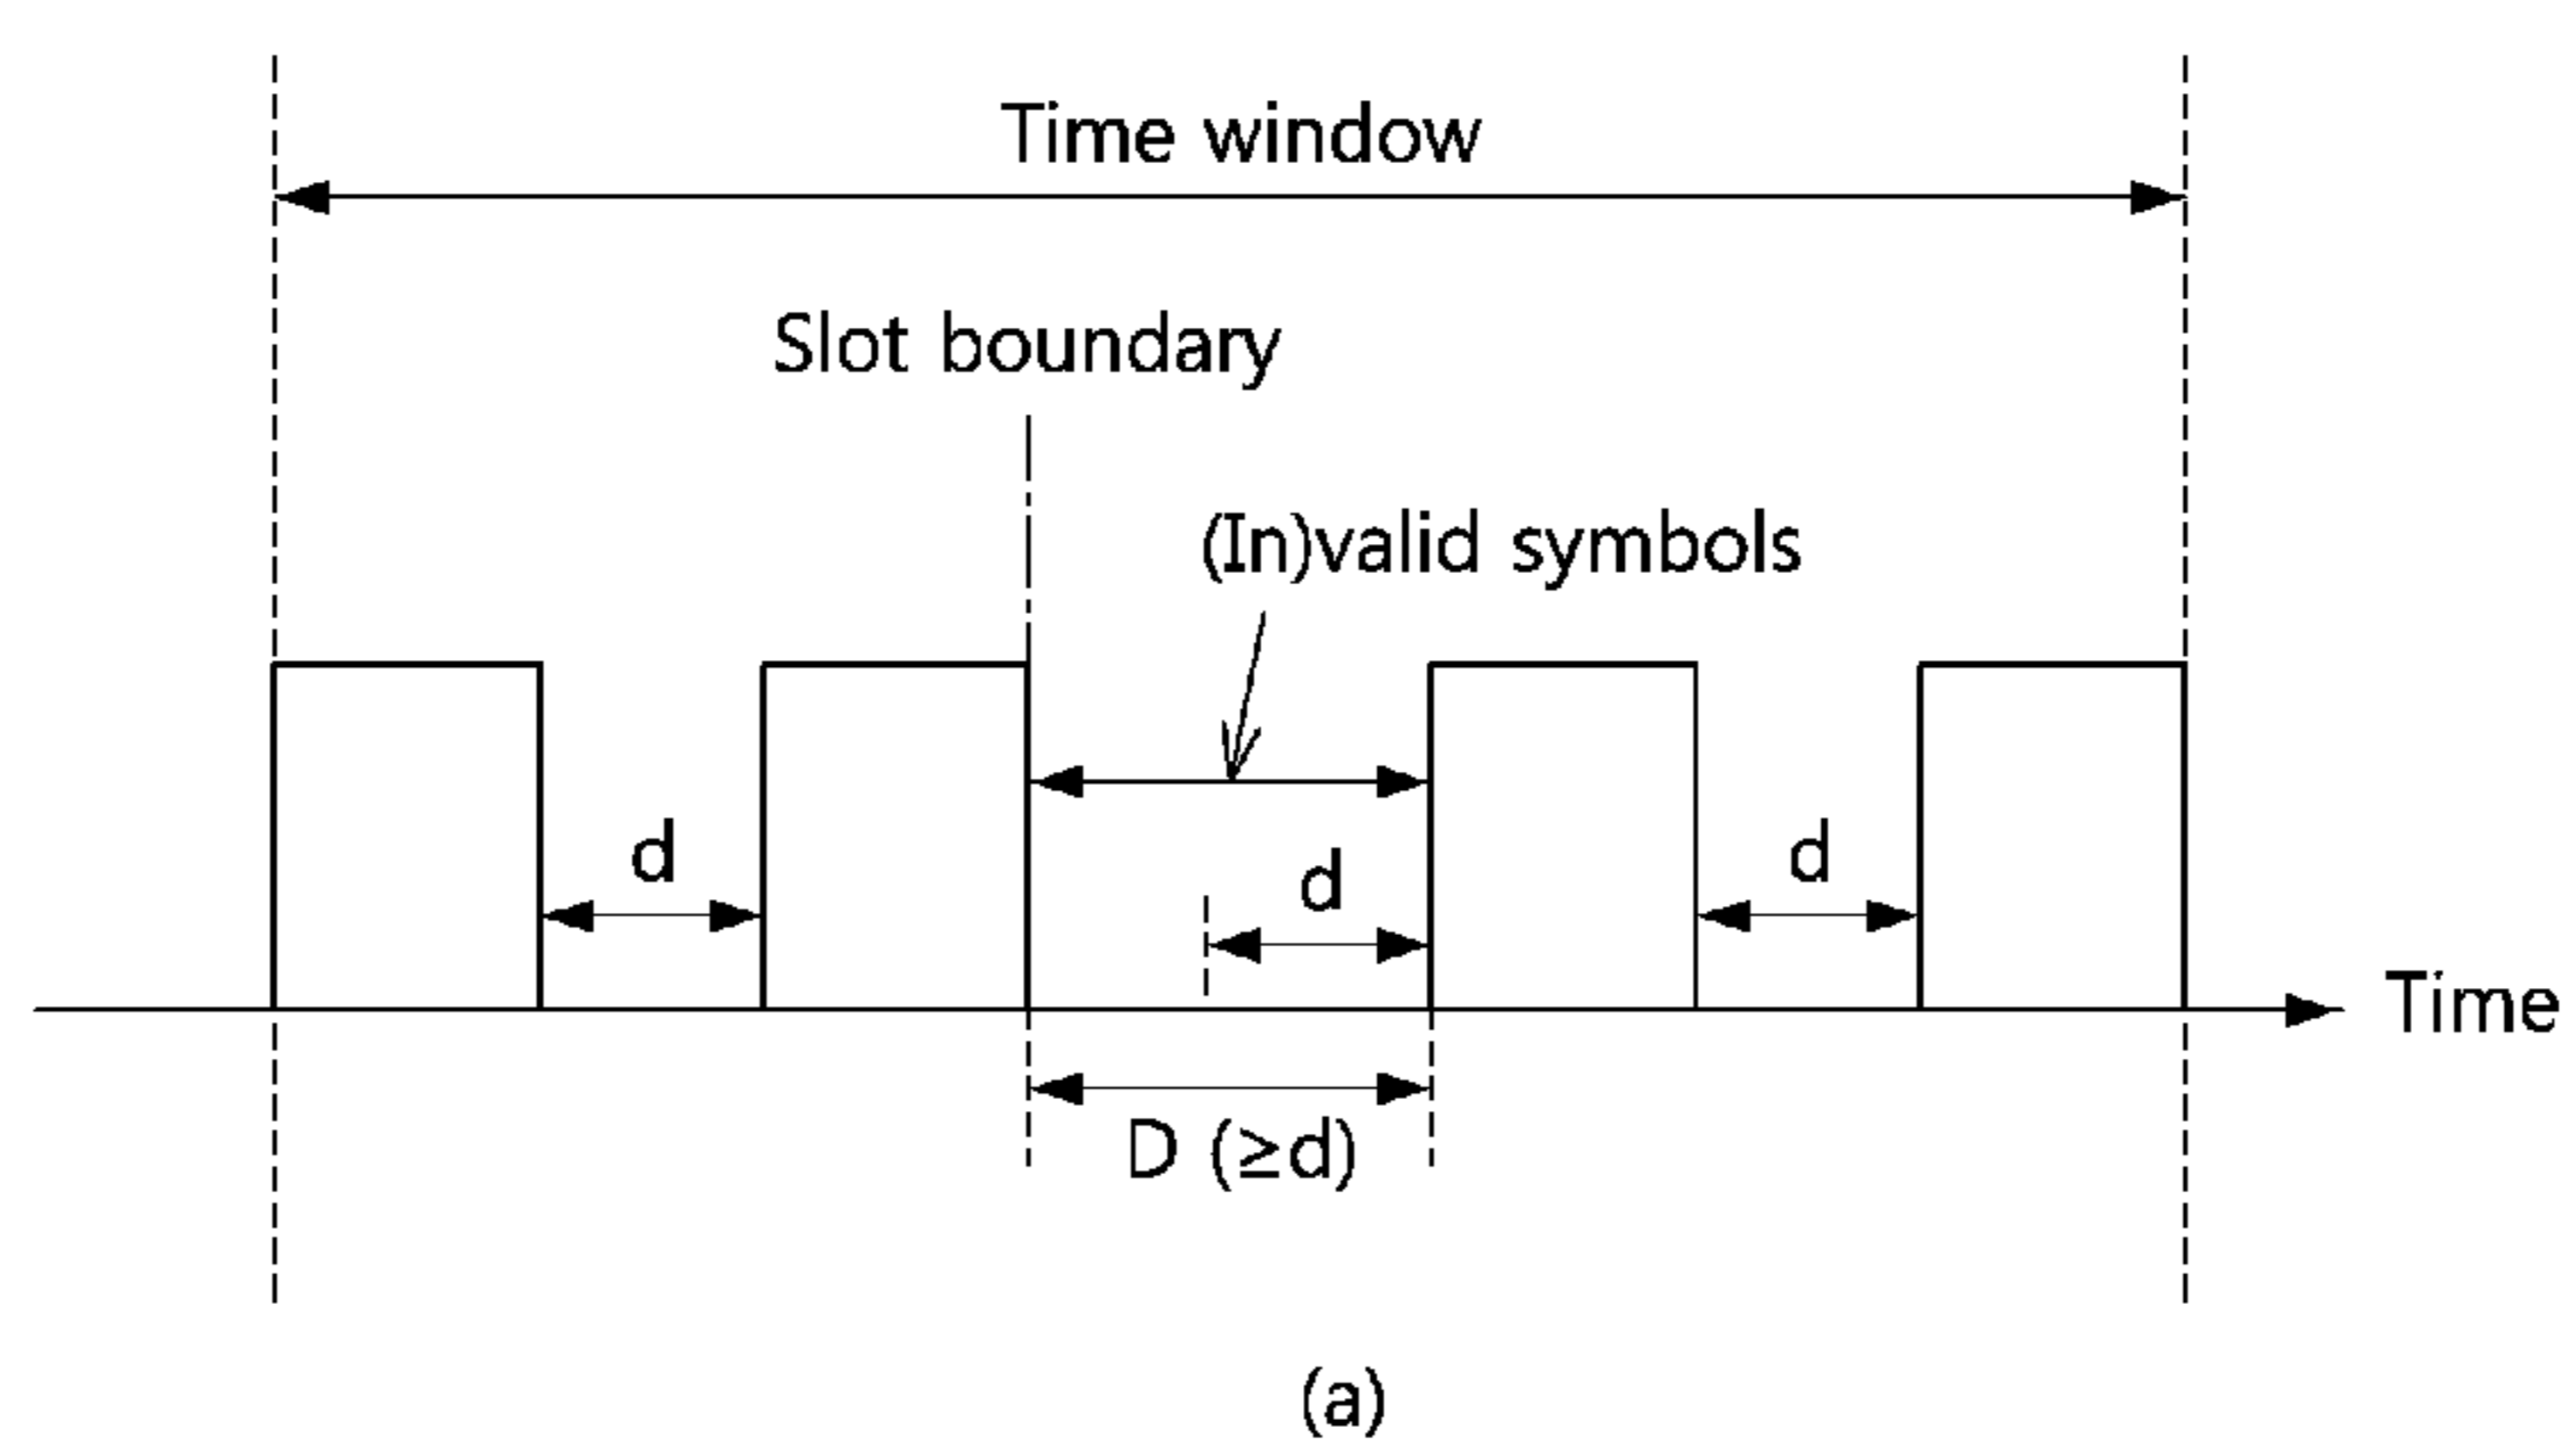 Time window
Slot boundary
(In)valid symbols
d
d
d
Time
D (≥d)
(a)